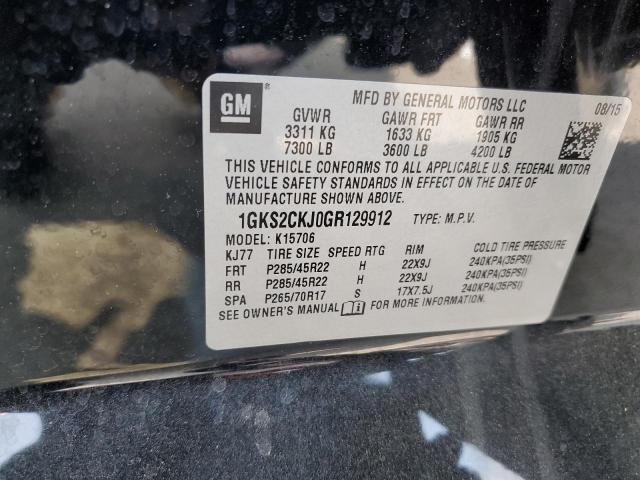 GM ®
MFD BY GENERAL MOTORS LLC
08/15
GVWR GAWR FRT GAWR RR
3311 KG 1633 KG 1905 KG
7300 LB 3600 LB 4200 LB
THIS VEHICLE CONFORMS TO ALL APPLICABLE U.S. FEDERAL MOTOR
VEHICLE SAFETY STANDARDS IN EFFECT ON THE DATE OF
MANUFACTURE SHOWN ABOVE.
1GKS2CKJ0GR129912 TYPE: M.P.V.
MODEL: K15706
KJ77 TIRE SIZE SPEED RTG RIM COLD TIRE PRESSURE
FRT P285/45R22 H 22X9J 240KPA(35PSI)
RR P285/45R22 H 22X9J 240KPA(35PSI)
SPA P265/70R17 S 17X7.5J 240KPA(35PSI)
SEE OWNER'S MANUAL FOR MORE INFORMATION